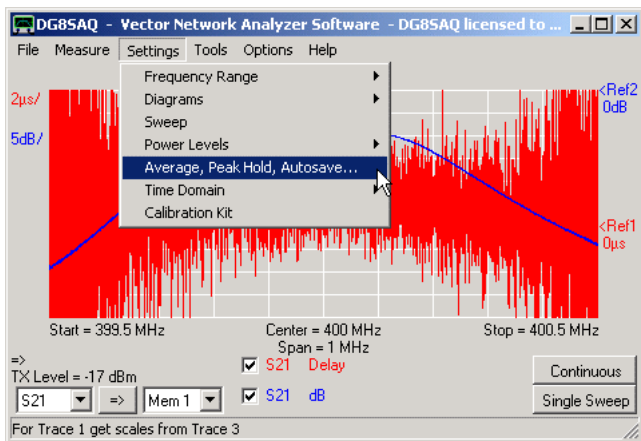 DG8SAQ - Vector Network Analyzer Software - DG8SAQ licensed to ...
File Measure Settings Tools Options Help
Frequency Range
Diagrams
Sweep
Power Levels
Average, Peak Hold, Autosave...
Time Domain
Calibration Kit
2µs/
5dB/
<Ref2
0dB
<Ref1
0µs
Start = 399.5 MHz Center = 400 MHz Stop = 400.5 MHz
Span = 1 MHz
=>
TX Level = -17 dBm
S21 Delay
Continuous
S21 => Mem 1
S21 dB
Single Sweep
For Trace 1 get scales from Trace 3